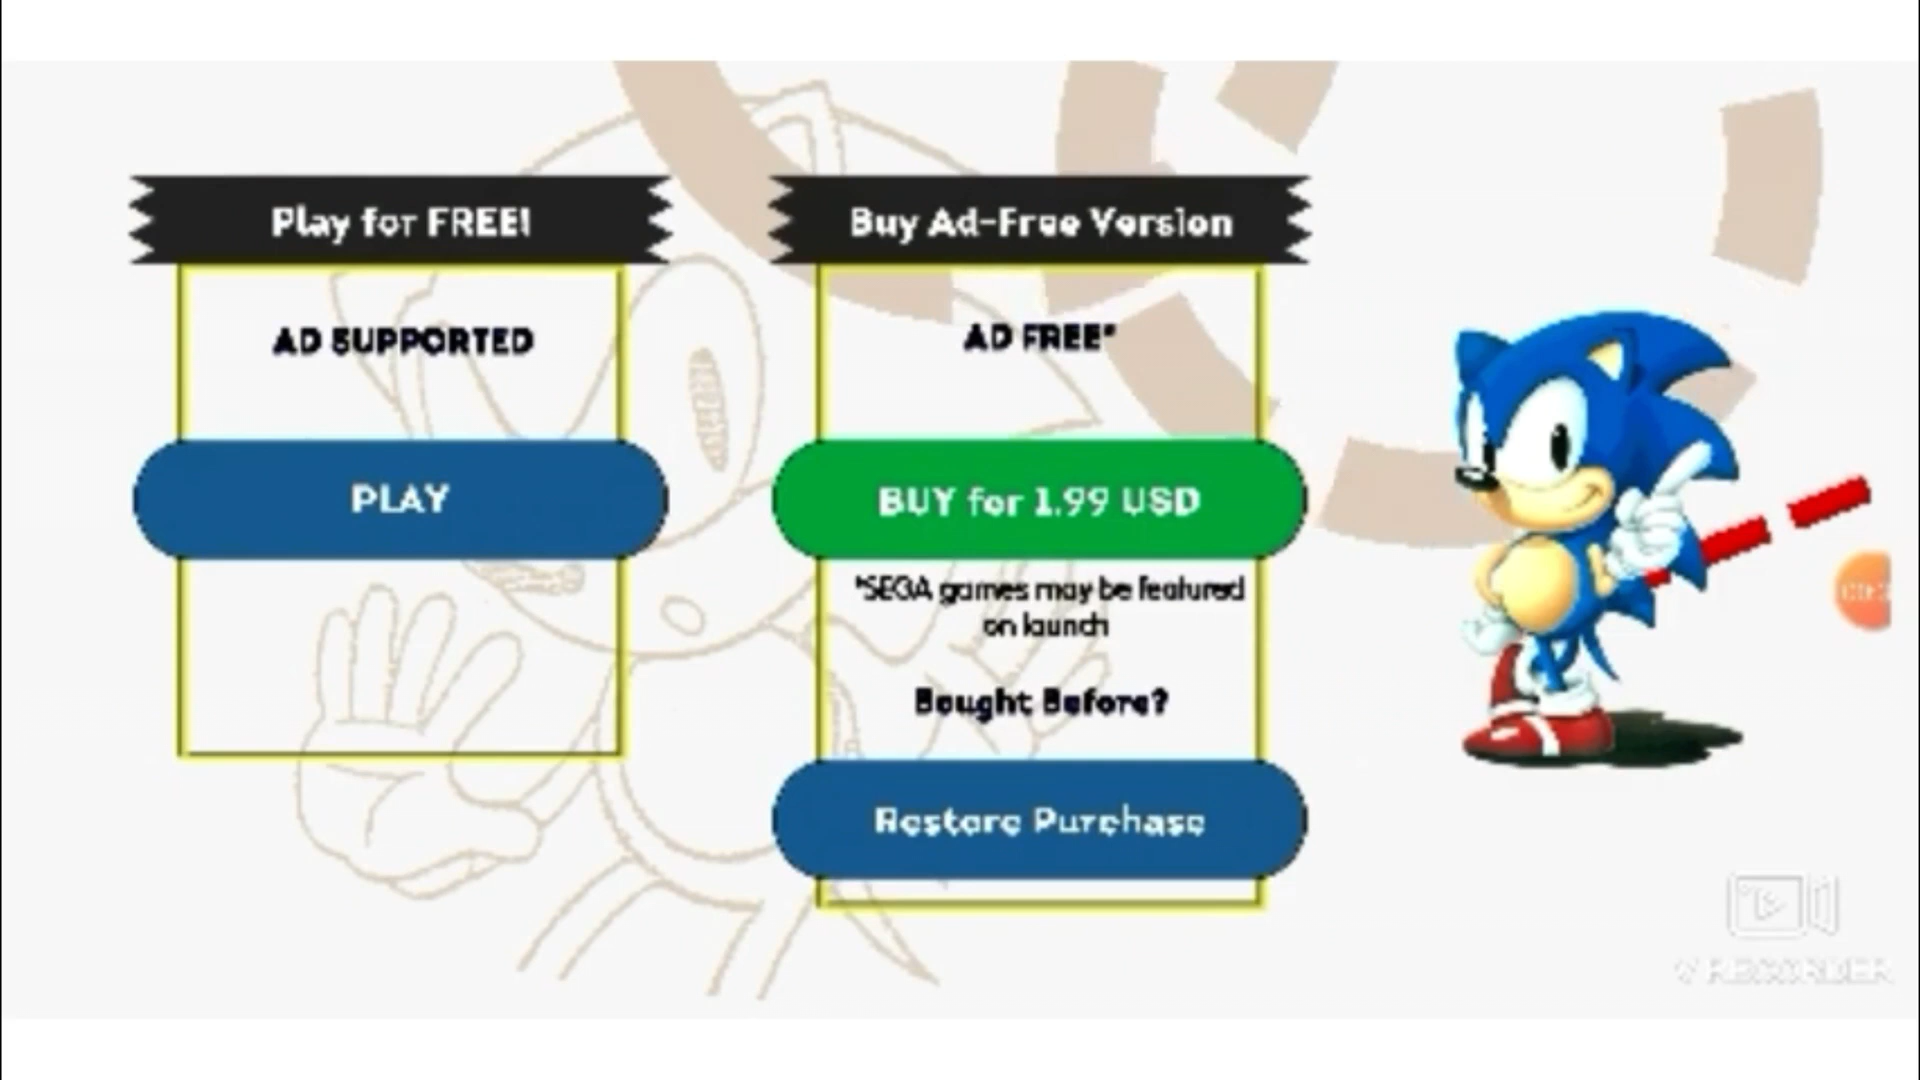 Play for FREE!
AD SUPPORTED
PLAY
Buy Ad-Free Version
AD FREE*
BUY for 1.99 USD
*SEGA games may be featured
on launch
Bought Before?
Restore Purchase
RECORDER